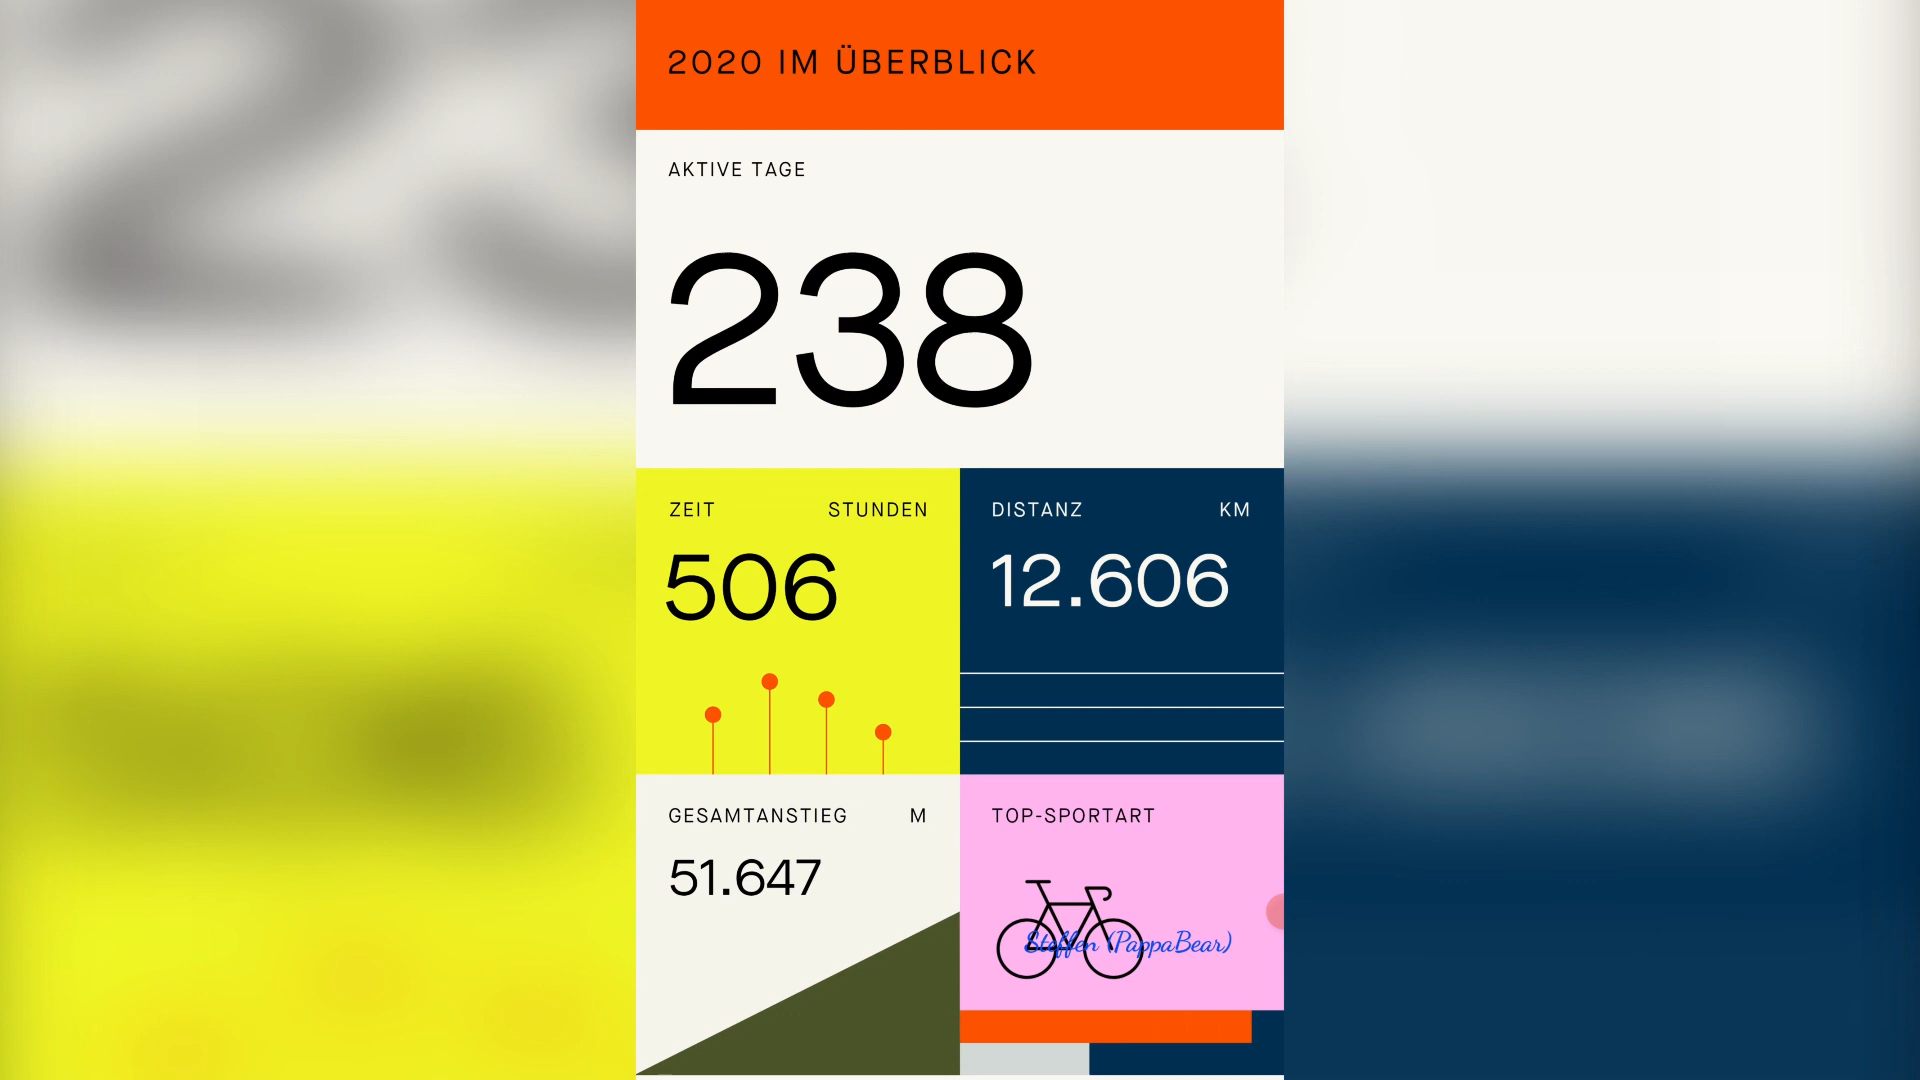 2020 IM ÜBERBLICK
AKTIVE TAGE
238
ZEIT STUNDEN
506
DISTANZ KM
12.606
GESAMTANSTIEG M
51.647
TOP-SPORTART
Steffen (PappaBear)